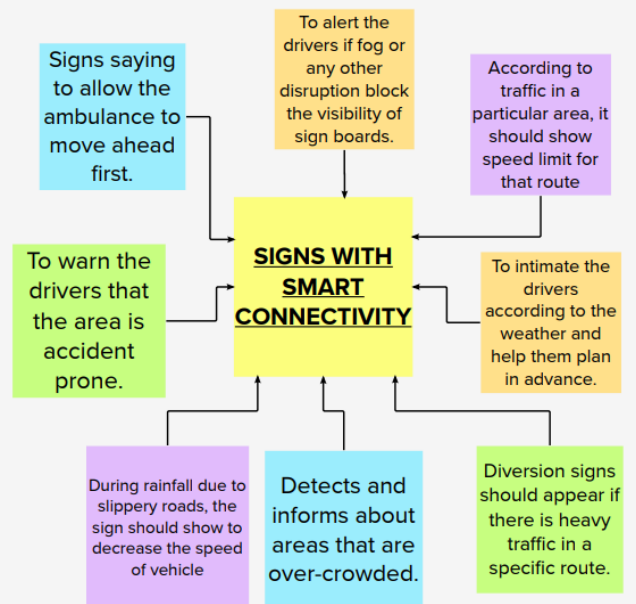 Signs saying
to allow the
ambulance to
move ahead
first.
To alert the
drivers if fog or
any other
disruption block
the visibility of
sign boards.
According to
traffic in a
particular area, it
should show
speed limit for
that route
To warn the
drivers that
the area is
accident
prone.
SIGNS WITH
SMART
CONNECTIVITY
To intimate the
drivers
according to the
weather and
help them plan
in advance.
During rainfall due to
slippery roads, the
sign should show to
decrease the speed
of vehicle
Detects and
informs about
areas that are
over-crowded.
Diversion signs
should appear if
there is heavy
traffic in a
specific route.